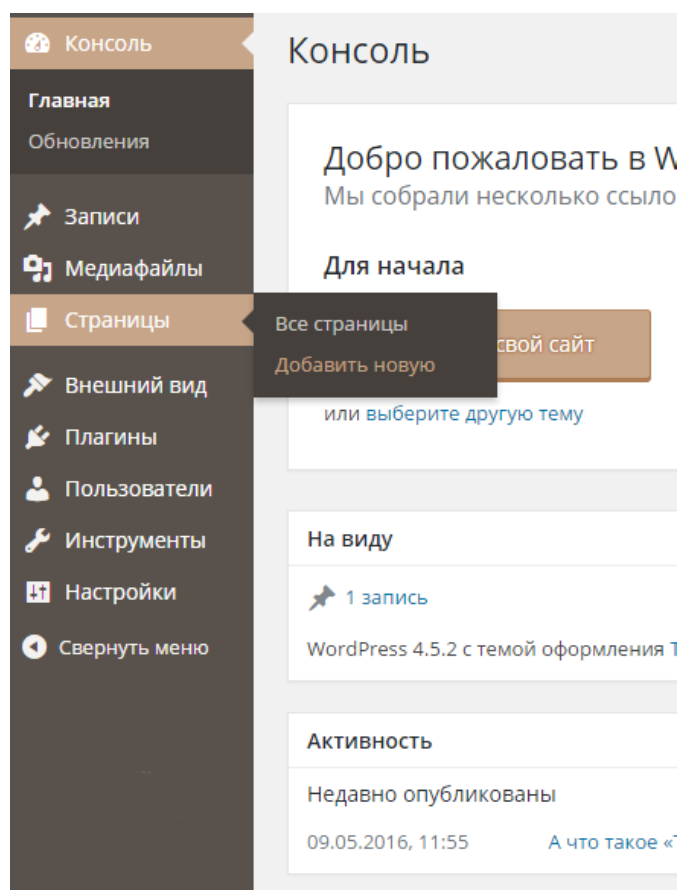 Консоль
Главная
Обновления
Записи
Медиафайлы
Страницы
Все страницы
Добавить новую
Внешний вид
Плагины
Пользователи
Инструменты
Настройки
Свернуть меню
Консоль
Добро пожаловать в W
Мы собрали несколько ссыло
Для начала
свой сайт
или выберите другую тему
На виду
1 запись
WordPress 4.5.2 с темой оформления
Активность
Недавно опубликованы
09.05.2016, 11:55 А что такое «